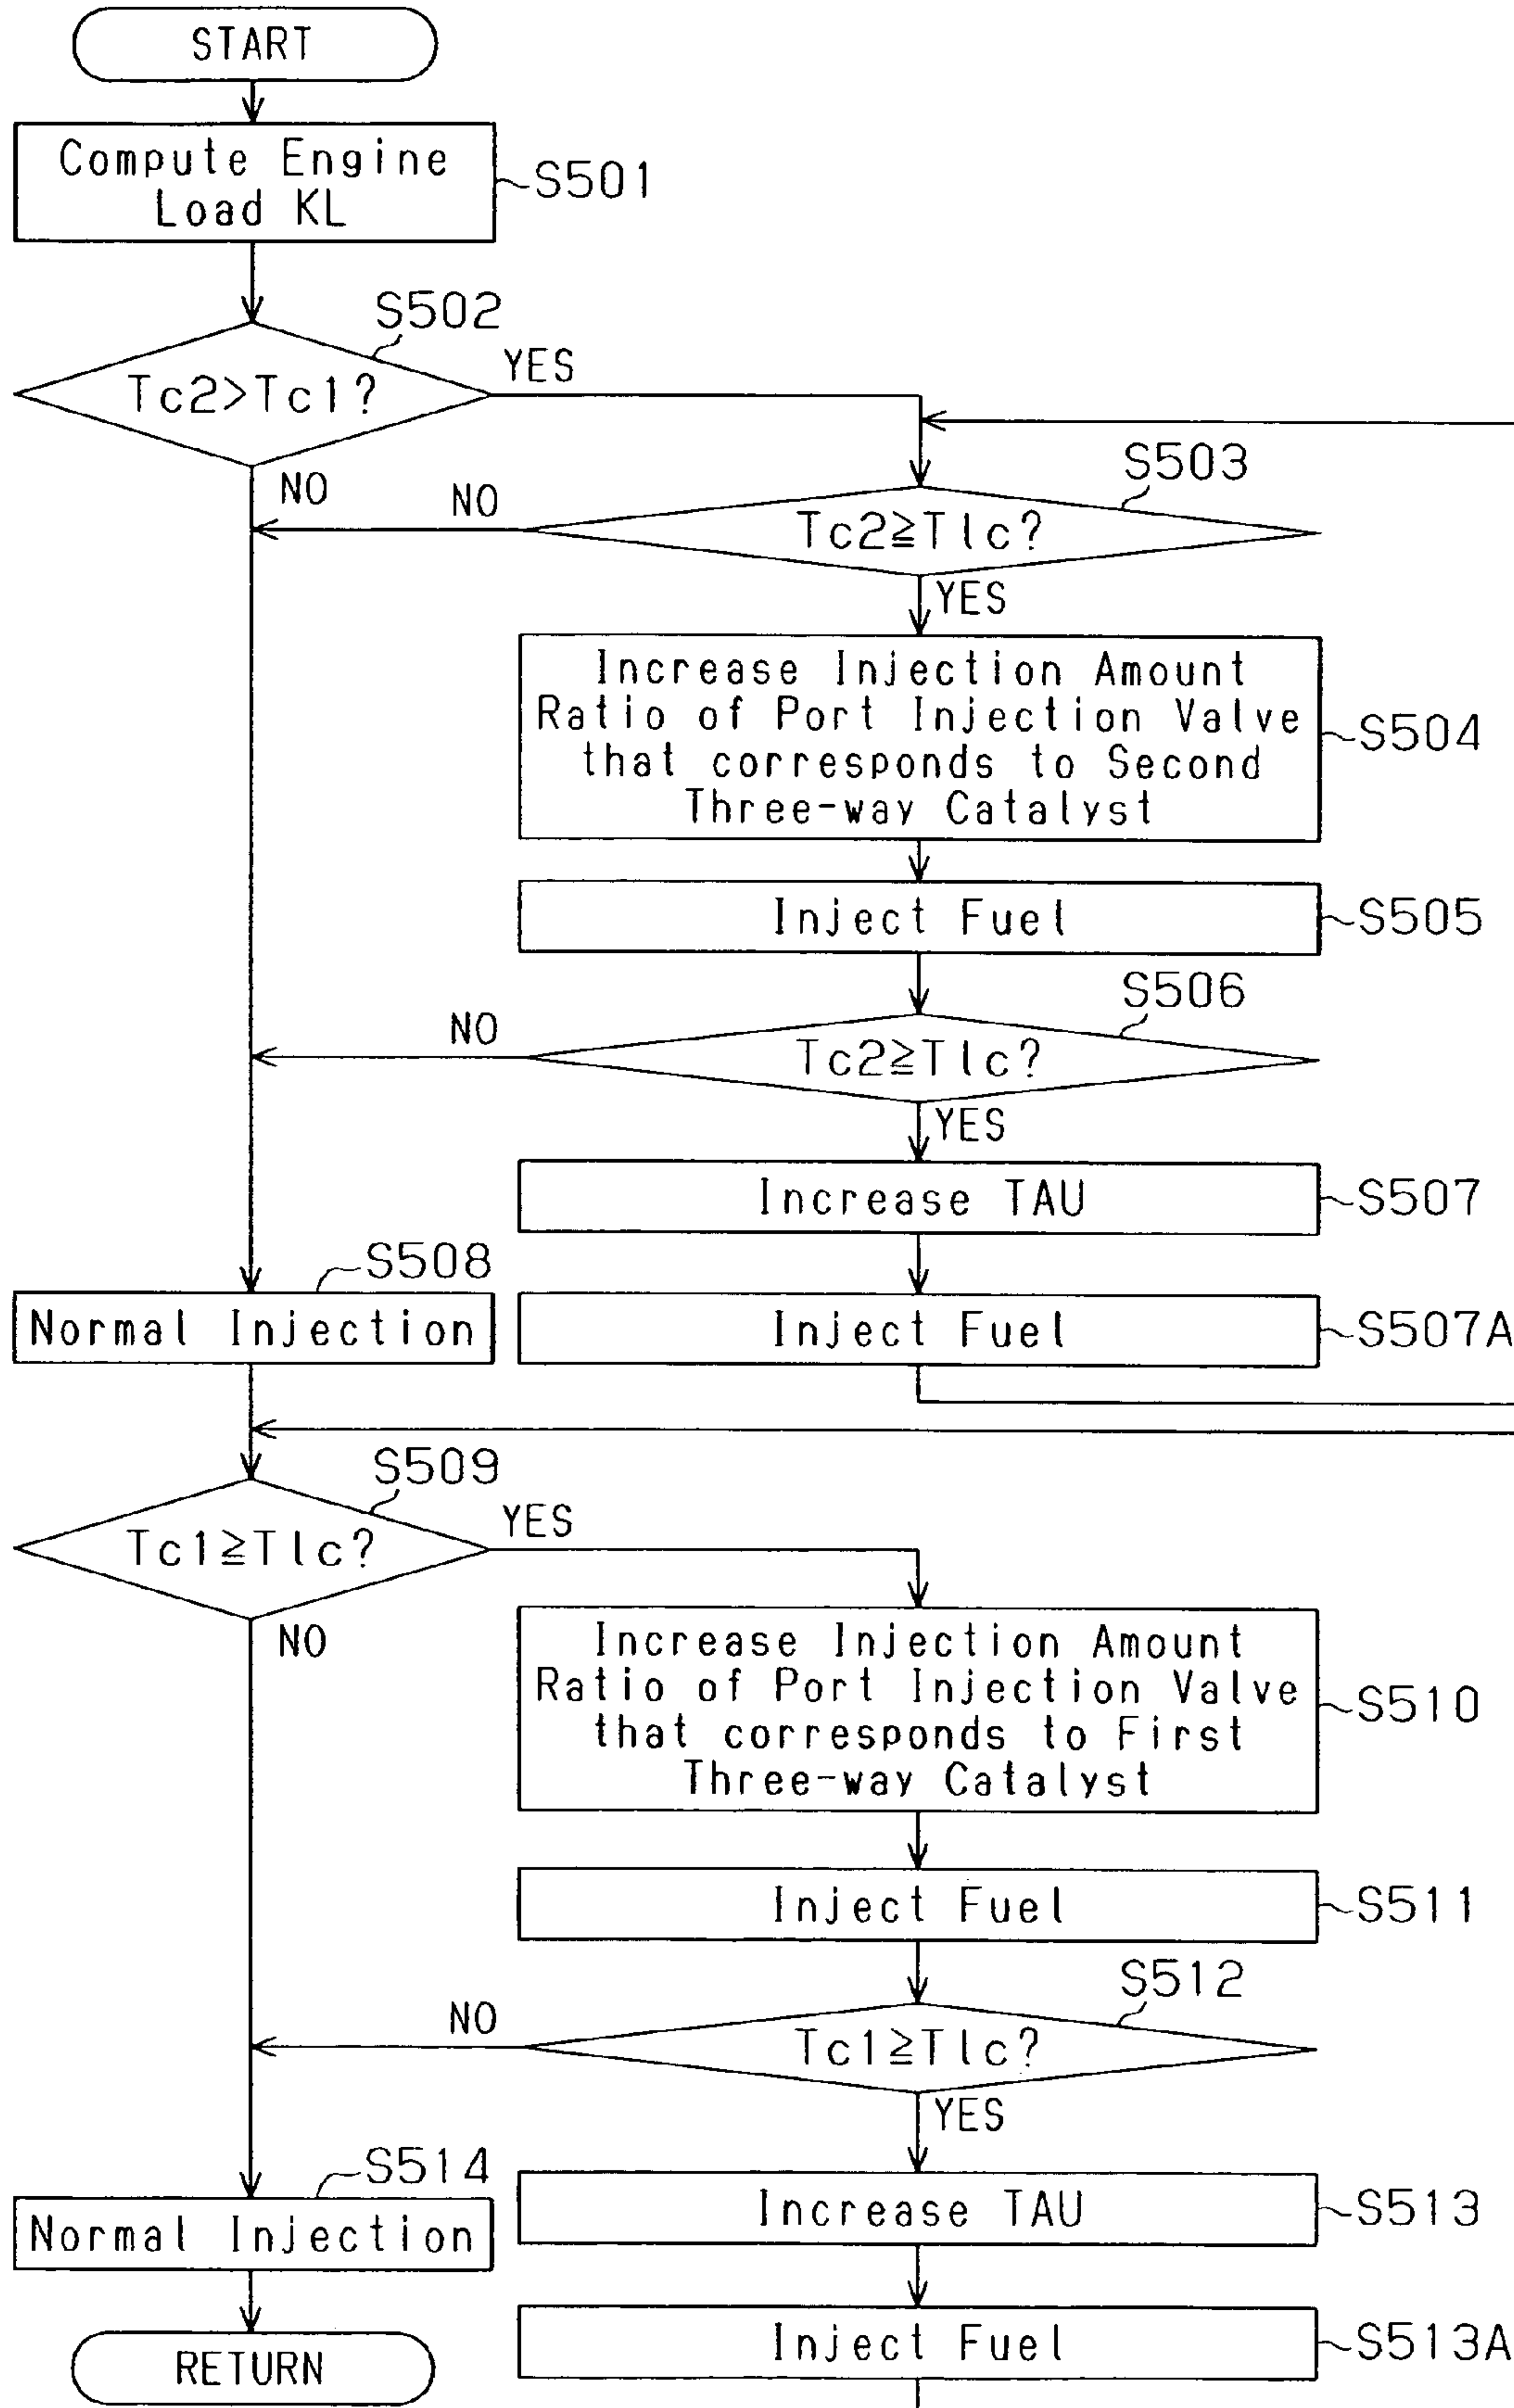 START
Compute Engine
Load KL
S501
S502
Tc2>Tc1?
YES
NO
S503
NO
Tc2≧Tlc?
YES
Increase Injection Amount
Ratio of Port Injection Valve
that corresponds to Second
Three-way Catalyst
S504
Inject Fuel
S505
S506
NO
Tc2≧Tlc?
YES
Increase TAU
S507
S508
Normal Injection
Inject Fuel
S507A
S509
Tc1≧Tlc?
YES
NO
Increase Injection Amount
Ratio of Port Injection Valve
that corresponds to First
Three-way Catalyst
S510
Inject Fuel
S511
S512
NO
Tc1≧Tlc?
YES
S514
Normal Injection
Increase TAU
S513
Inject Fuel
S513A
RETURN